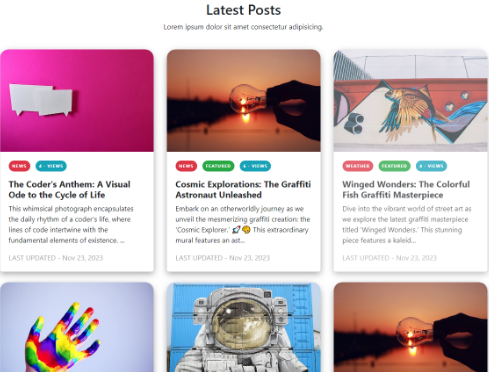 Latest Posts
Lorem ipsum dolor sit amet consectetur adipisicing.
NEWS 4 - VIEWS
The Coder's Anthem: A Visual
Ode to the Cycle of Life
This whimsical photograph encapsulates
the daily rhythm of a coder's life, where
lines of code intertwine with the
fundamental elements of existence. ...
LAST UPDATED - Nov 23, 2023
NEWS FEATURED 4 - VIEWS
Cosmic Explorations: The Graffiti
Astronaut Unleashed
Embark on an otherworldly journey as we
unveil the mesmerizing graffiti creation: the
'Cosmic Explorer.' 🚀🎨 This extraordinary
mural features an ast...
LAST UPDATED - Nov 23, 2023
WEATHER FEATURED 4 - VIEWS
Winged Wonders: The Colorful
Fish Graffiti Masterpiece
Dive into the vibrant world of street art as
we explore the latest graffiti masterpiece
titled 'Winged Wonders.' This stunning
piece features a kaleid...
LAST UPDATED - Nov 23, 2023